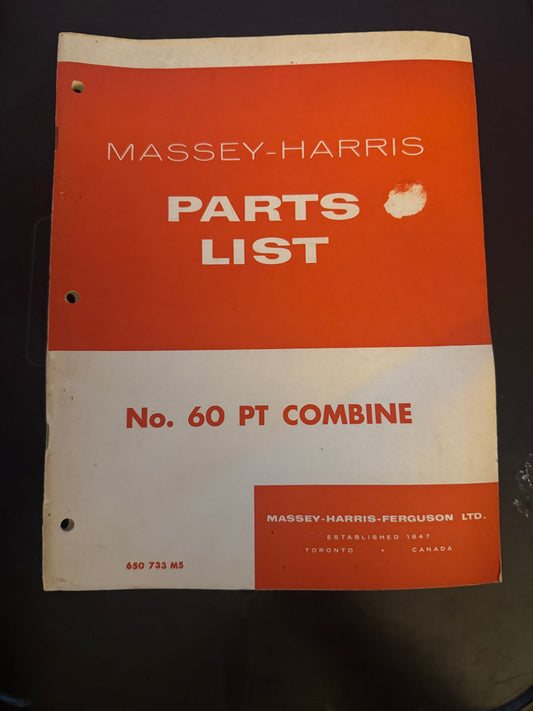 MASSEY-HARRIS
PARTS
LIST
No. 60 PT COMBINE
MASSEY-HARRIS-FERGUSON LTD.
ESTABLISHED 1847
TORONTO • CANADA
650 733 M5